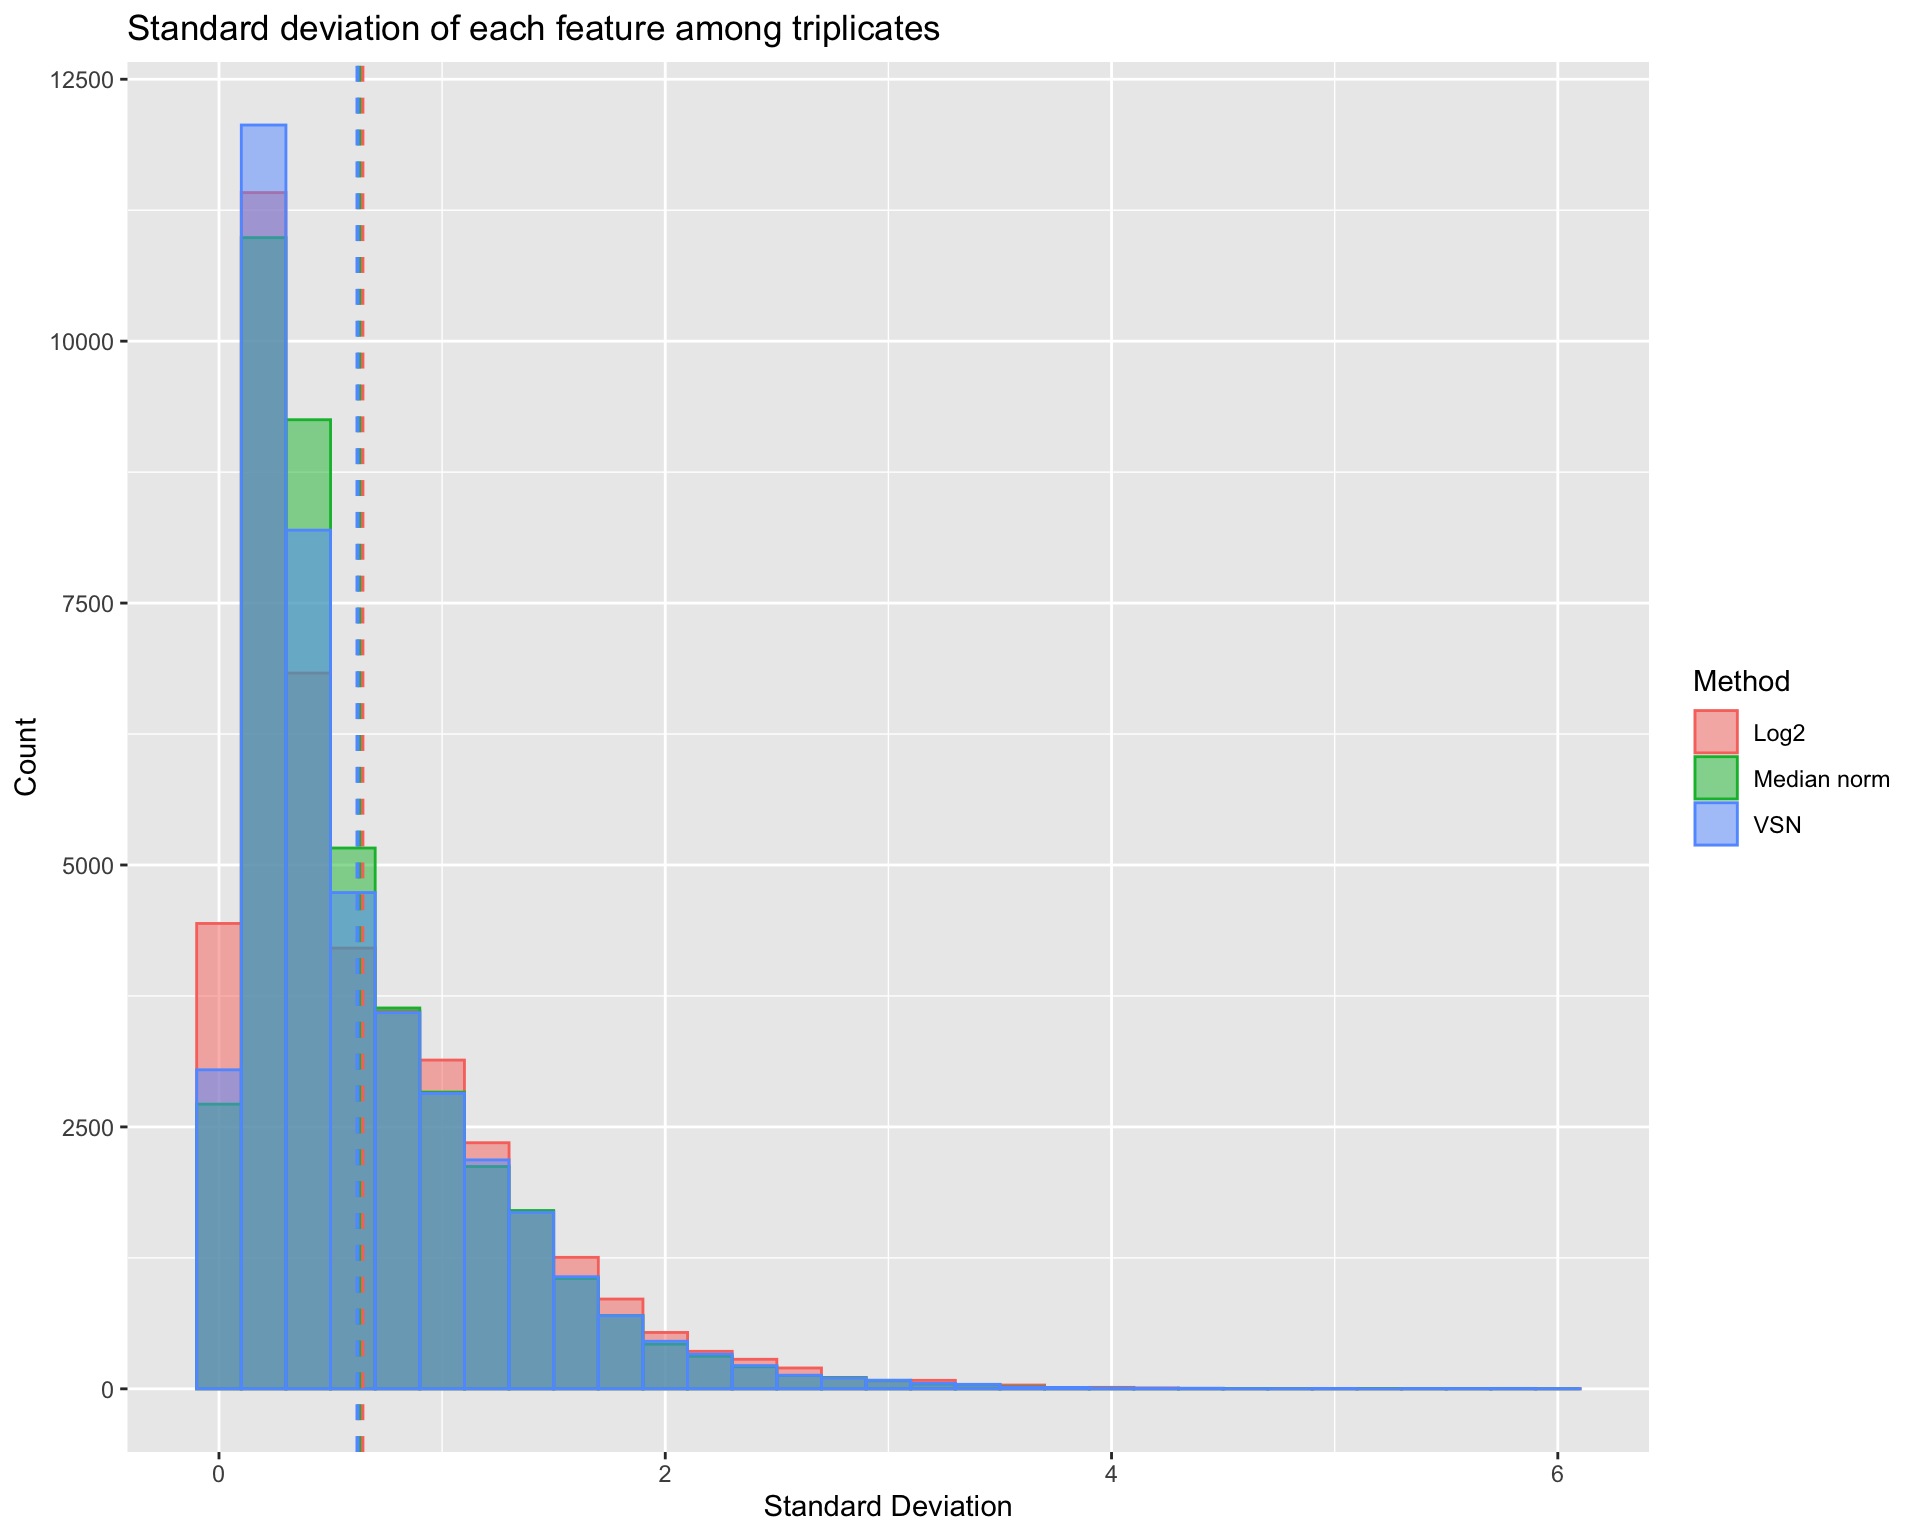 Standard deviation of each feature among triplicates
12500
10000
7500
5000
2500
0
0 2 4 6
Standard Deviation
Count
Method
Log2
Median norm
VSN